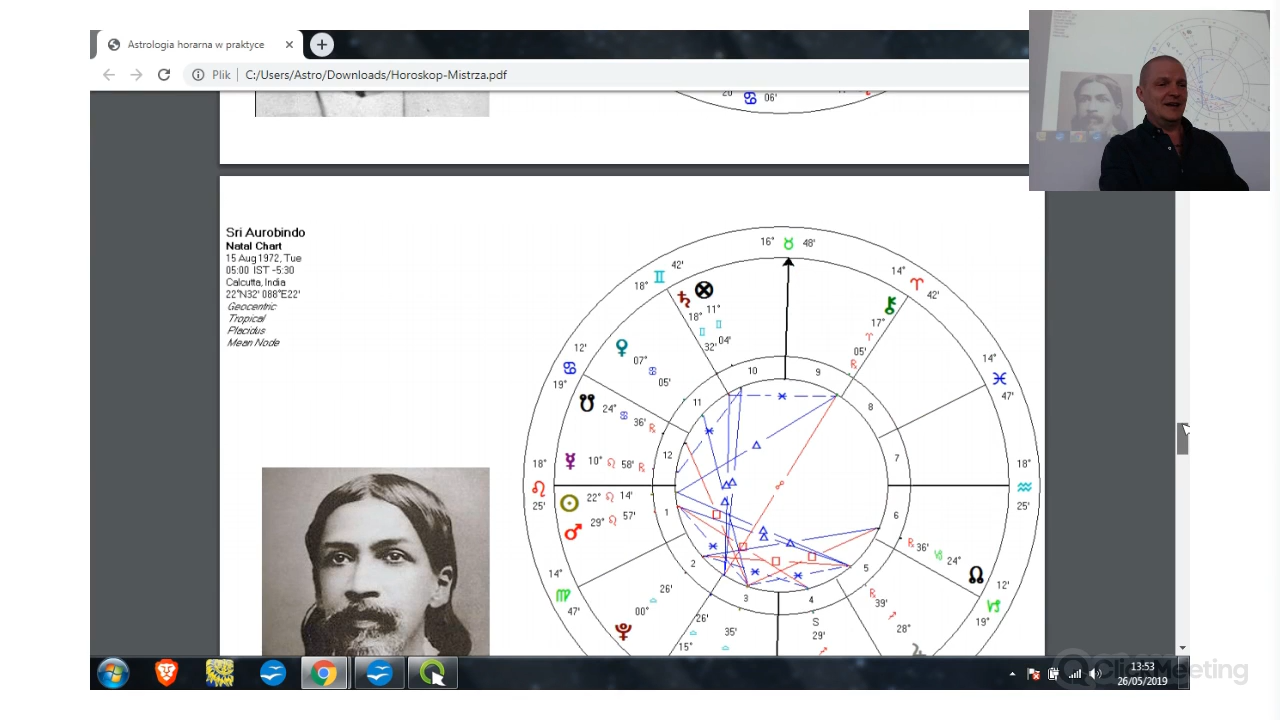 Astrologia horarna w praktyce
Plik
C:/Users/Astro/Downloads/Horoskop-Mistrza.pdf
06'
Sri Aurobindo
Natal Chart
15 Aug 1972, Tue
05:00 IST -5:30
Calcutta, India
22°N32' 088°E22'
Geocentric
Tropical
Placidus
Mean Node
16° 48'
14° 42'
18° 42'
11°
18°
04'
32'
17°
05'
07°
05'
12'
19°
14°
47'
10 9
11 8
24° 36'
12 7
10° 58'
18° 25'
18° 25'
22° 14'
29° 57'
1 6
36' 24°
2 5
3 4
14° 47'
12' 19°
26'
00°
26'
15°
35'
S
29'
39'
28°
ClickMeeting
13:53
26/05/2019